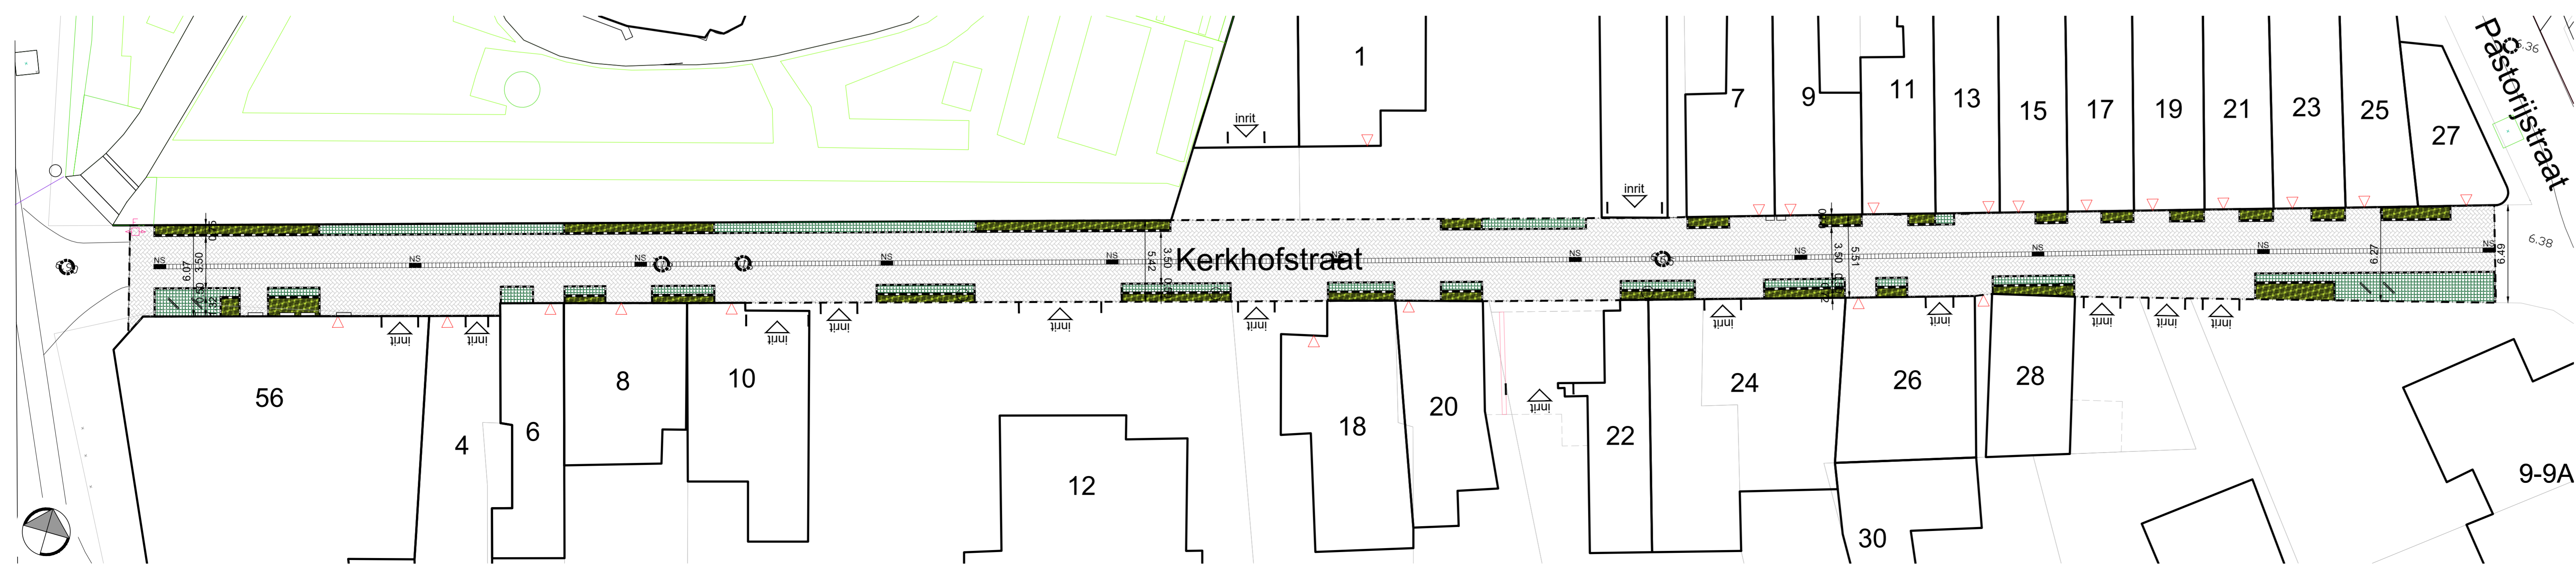 Pastorijstraat
6.36
1
inrit
7
9
11
13
15
17
19
21
23
25
27
inrit
Kerkhofstraat
NS
NS
NS
NS
NS
NS
NS
NS
NS
NS
NS
6.07
3.50
5.42
3.50
3.50
5.51
6.27
6.49
6.38
inrit
inrit
inrit
inrit
inrit
inrit
inrit
inrit
inrit
inrit
inrit
inrit
56
4
6
8
10
12
18
20
22
24
26
28
30
9-9A